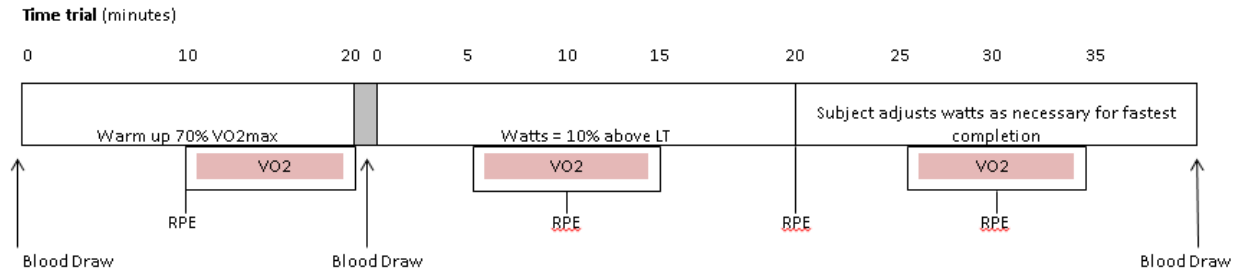 Time trial (minutes)
0 10 20 0 5 10 15 20 25 30 35
Subject adjusts watts as necessary for fastest
Warm up 70% VO2max Watts = 10% above LT completion
VO2 VO2 VO2
RPE RPE RPE RPE
Blood Draw Blood Draw Blood Draw